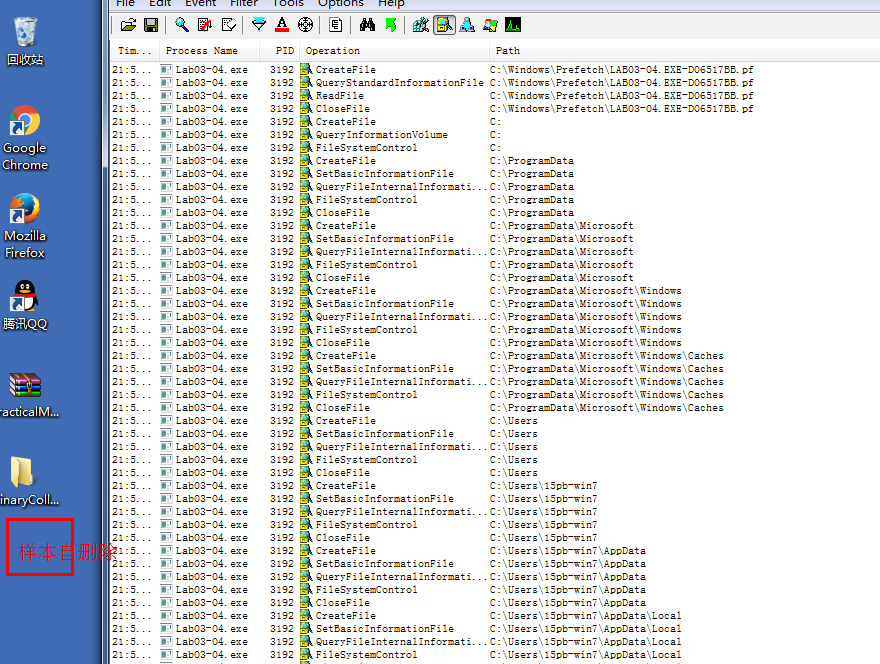 File Edit Event Filter Tools Options Help
Tim... Process Name PID Operation Path
21:5... Lab03-04.exe 3192 CreateFile C:\Windows\Prefetch\LAB03-04.EXE-D06517BB.pf
21:5... Lab03-04.exe 3192 QueryStandardInformationFile C:\Windows\Prefetch\LAB03-04.EXE-D06517BB.pf
21:5... Lab03-04.exe 3192 ReadFile C:\Windows\Prefetch\LAB03-04.EXE-D06517BB.pf
21:5... Lab03-04.exe 3192 CloseFile C:\Windows\Prefetch\LAB03-04.EXE-D06517BB.pf
21:5... Lab03-04.exe 3192 CreateFile C:
21:5... Lab03-04.exe 3192 QueryInformationVolume C:
21:5... Lab03-04.exe 3192 FileSystemControl C:
21:5... Lab03-04.exe 3192 CreateFile C:\ProgramData
21:5... Lab03-04.exe 3192 SetBasicInformationFile C:\ProgramData
21:5... Lab03-04.exe 3192 QueryFileInternalInformati... C:\ProgramData
21:5... Lab03-04.exe 3192 FileSystemControl C:\ProgramData
21:5... Lab03-04.exe 3192 CloseFile C:\ProgramData
21:5... Lab03-04.exe 3192 CreateFile C:\ProgramData\Microsoft
21:5... Lab03-04.exe 3192 SetBasicInformationFile C:\ProgramData\Microsoft
21:5... Lab03-04.exe 3192 QueryFileInternalInformati... C:\ProgramData\Microsoft
21:5... Lab03-04.exe 3192 FileSystemControl C:\ProgramData\Microsoft
21:5... Lab03-04.exe 3192 CloseFile C:\ProgramData\Microsoft
21:5... Lab03-04.exe 3192 CreateFile C:\ProgramData\Microsoft\Windows
21:5... Lab03-04.exe 3192 SetBasicInformationFile C:\ProgramData\Microsoft\Windows
21:5... Lab03-04.exe 3192 QueryFileInternalInformati... C:\ProgramData\Microsoft\Windows
21:5... Lab03-04.exe 3192 FileSystemControl C:\ProgramData\Microsoft\Windows
21:5... Lab03-04.exe 3192 CloseFile C:\ProgramData\Microsoft\Windows
21:5... Lab03-04.exe 3192 CreateFile C:\ProgramData\Microsoft\Windows\Caches
21:5... Lab03-04.exe 3192 SetBasicInformationFile C:\ProgramData\Microsoft\Windows\Caches
21:5... Lab03-04.exe 3192 QueryFileInternalInformati... C:\ProgramData\Microsoft\Windows\Caches
21:5... Lab03-04.exe 3192 FileSystemControl C:\ProgramData\Microsoft\Windows\Caches
21:5... Lab03-04.exe 3192 CloseFile C:\ProgramData\Microsoft\Windows\Caches
21:5... Lab03-04.exe 3192 CreateFile C:\Users
21:5... Lab03-04.exe 3192 SetBasicInformationFile C:\Users
21:5... Lab03-04.exe 3192 QueryFileInternalInformati... C:\Users
21:5... Lab03-04.exe 3192 FileSystemControl C:\Users
21:5... Lab03-04.exe 3192 CloseFile C:\Users
21:5... Lab03-04.exe 3192 CreateFile C:\Users\15pb-win7
21:5... Lab03-04.exe 3192 SetBasicInformationFile C:\Users\15pb-win7
21:5... Lab03-04.exe 3192 QueryFileInternalInformati... C:\Users\15pb-win7
21:5... Lab03-04.exe 3192 FileSystemControl C:\Users\15pb-win7
21:5... Lab03-04.exe 3192 CloseFile C:\Users\15pb-win7
21:5... Lab03-04.exe 3192 CreateFile C:\Users\15pb-win7\AppData
21:5... Lab03-04.exe 3192 SetBasicInformationFile C:\Users\15pb-win7\AppData
21:5... Lab03-04.exe 3192 QueryFileInternalInformati... C:\Users\15pb-win7\AppData
21:5... Lab03-04.exe 3192 FileSystemControl C:\Users\15pb-win7\AppData
21:5... Lab03-04.exe 3192 CloseFile C:\Users\15pb-win7\AppData
21:5... Lab03-04.exe 3192 CreateFile C:\Users\15pb-win7\AppData\Local
21:5... Lab03-04.exe 3192 SetBasicInformationFile C:\Users\15pb-win7\AppData\Local
21:5... Lab03-04.exe 3192 QueryFileInternalInformati... C:\Users\15pb-win7\AppData\Local
21:5... Lab03-04.exe 3192 FileSystemControl C:\Users\15pb-win7\AppData\Local
回收站
Google
Chrome
Mozilla
Firefox
腾讯QQ
racticalM...
inaryColl...
样本自删除